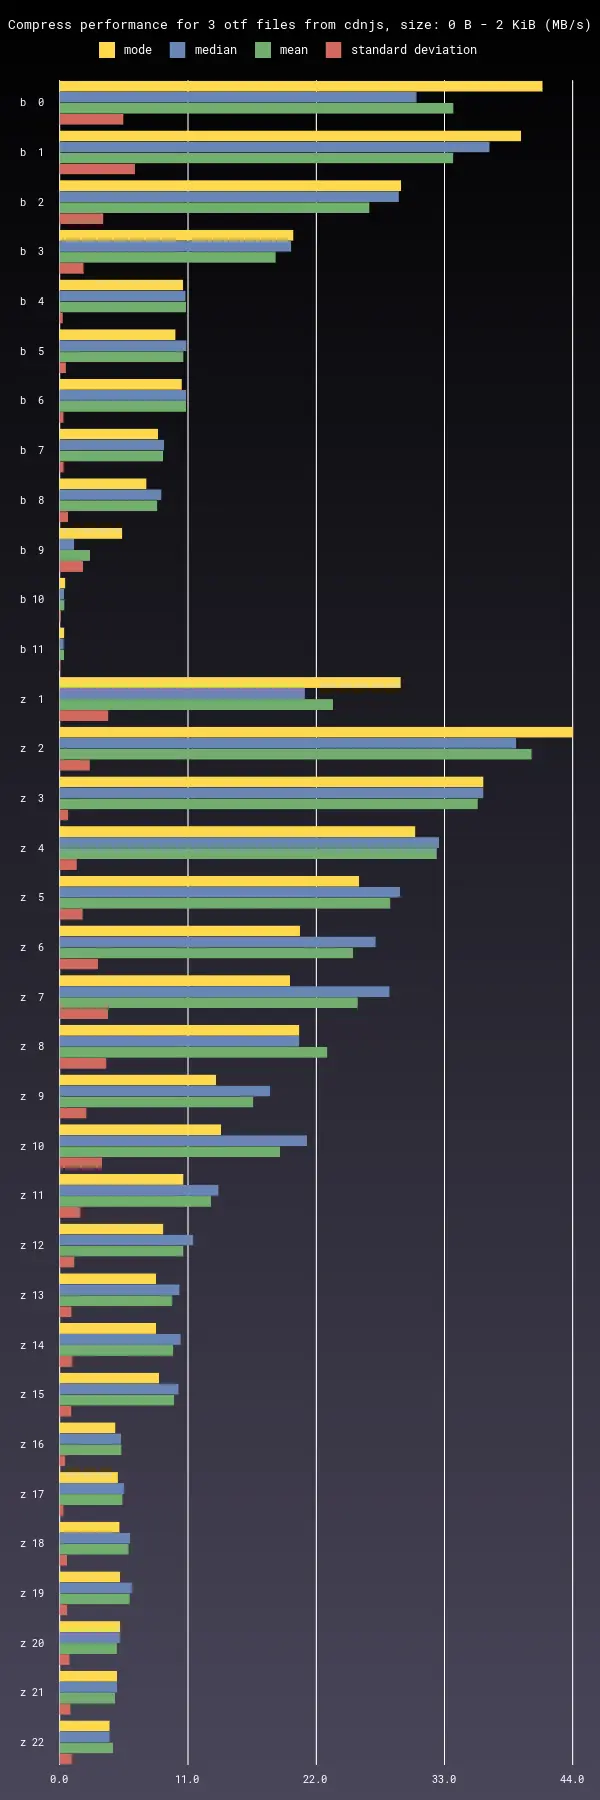 Compress performance for 3 otf files from cdnjs, size: 0 B - 2 KiB (MB/s)
mode median mean standard deviation
b 0
b 1
b 2
b 3
b 4
b 5
b 6
b 7
b 8
b 9
b 10
b 11
z 1
z 2
z 3
z 4
z 5
z 6
z 7
z 8
z 9
z 10
z 11
z 12
z 13
z 14
z 15
z 16
z 17
z 18
z 19
z 20
z 21
z 22
0.0 11.0 22.0 33.0 44.0